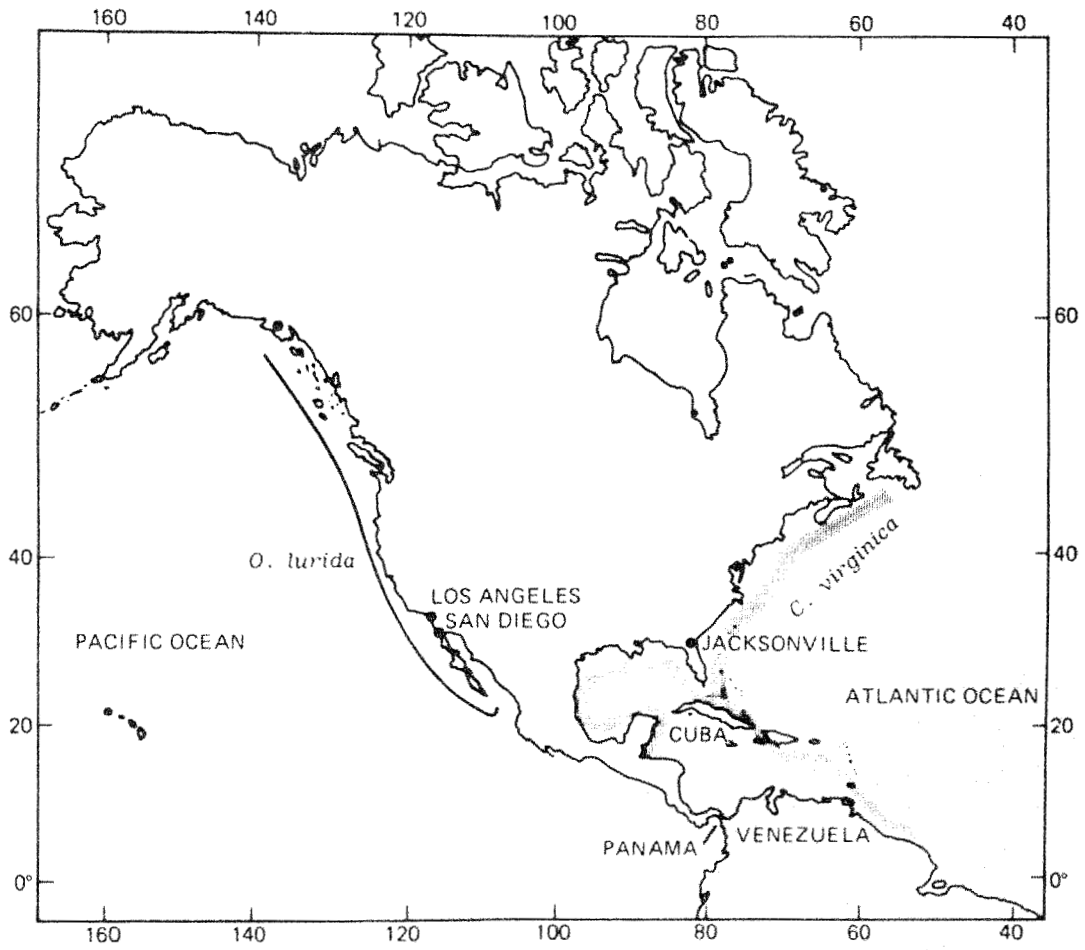 160 140 120 100 80 60 40
60 60
C. virginica
40 40
O. lurida
LOS ANGELES
SAN DIEGO
PACIFIC OCEAN
JACKSONVILLE
ATLANTIC OCEAN
20 20
CUBA
VENEZUELA
PANAMA
0° 0°
160 140 120 100 80 60 40